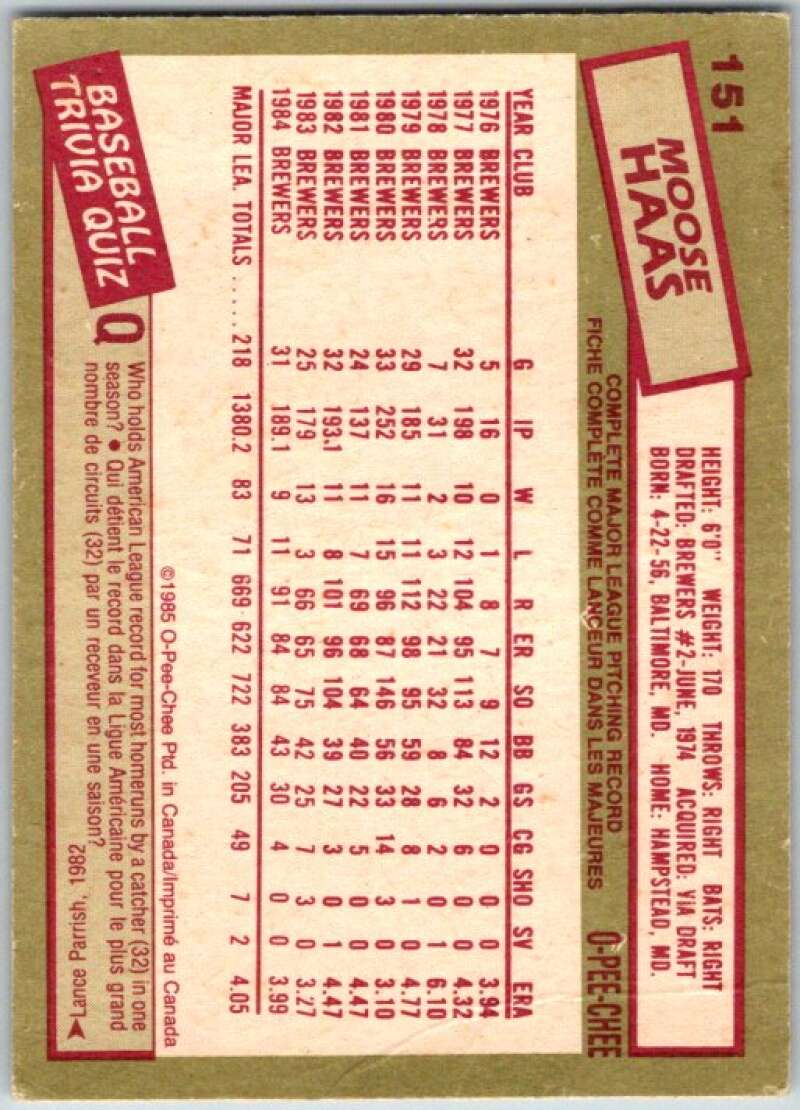 151
MOOSE
HAAS
HEIGHT: 6'0" WEIGHT: 170 THROWS: RIGHT BATS: RIGHT
DRAFTED: BREWERS #2-JUNE, 1974 ACQUIRED: VIA DRAFT
BORN: 4-22-56, BALTIMORE, MD. HOME: HAMPSTEAD, MD.
COMPLETE MAJOR LEAGUE PITCHING RECORD
FICHE COMPLÈTE COMME LANCEUR DANS LES MAJEURES
O-PEE-CHEE
YEAR CLUB G IP W L R ER SO BB GS CG SHO SV ERA
1976 BREWERS 5 16 0 1 8 7 9 12 2 0 0 0 3.94
1977 BREWERS 32 198 10 12 104 95 113 84 32 6 0 0 4.32
1978 BREWERS 7 31 2 3 22 21 32 8 6 2 0 1 6.10
1979 BREWERS 29 185 11 11 112 98 95 59 28 8 1 0 4.77
1980 BREWERS 33 252 16 15 96 87 146 56 33 14 3 0 3.10
1981 BREWERS 24 137 11 7 69 68 64 40 22 5 0 0 4.47
1982 BREWERS 32 193.1 11 8 101 96 104 39 27 3 0 1 4.47
1983 BREWERS 25 179 13 3 66 65 75 42 25 7 3 0 3.27
1984 BREWERS 31 189.1 9 11 91 84 84 43 30 4 0 0 3.99
MAJOR LEA. TOTALS ..... 218 1380.2 83 71 669 622 722 383 205 49 7 2 4.05
©1985 O-Pee-Chee Ptd. in Canada/Imprimé au Canada
BASEBALL
TRIVIA QUIZ
Q
Who holds American League record for most homeruns by a catcher (32) in one
season? ● Qui détient le record dans la Ligue Américaine pour le plus grand
nombre de circuits (32) par un receveur en une saison?
Lance Parrish, 1982